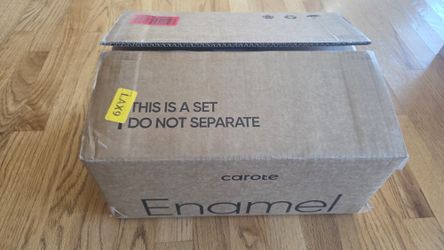 LAX9
THIS IS A SET
DO NOT SEPARATE
carote
Enamel